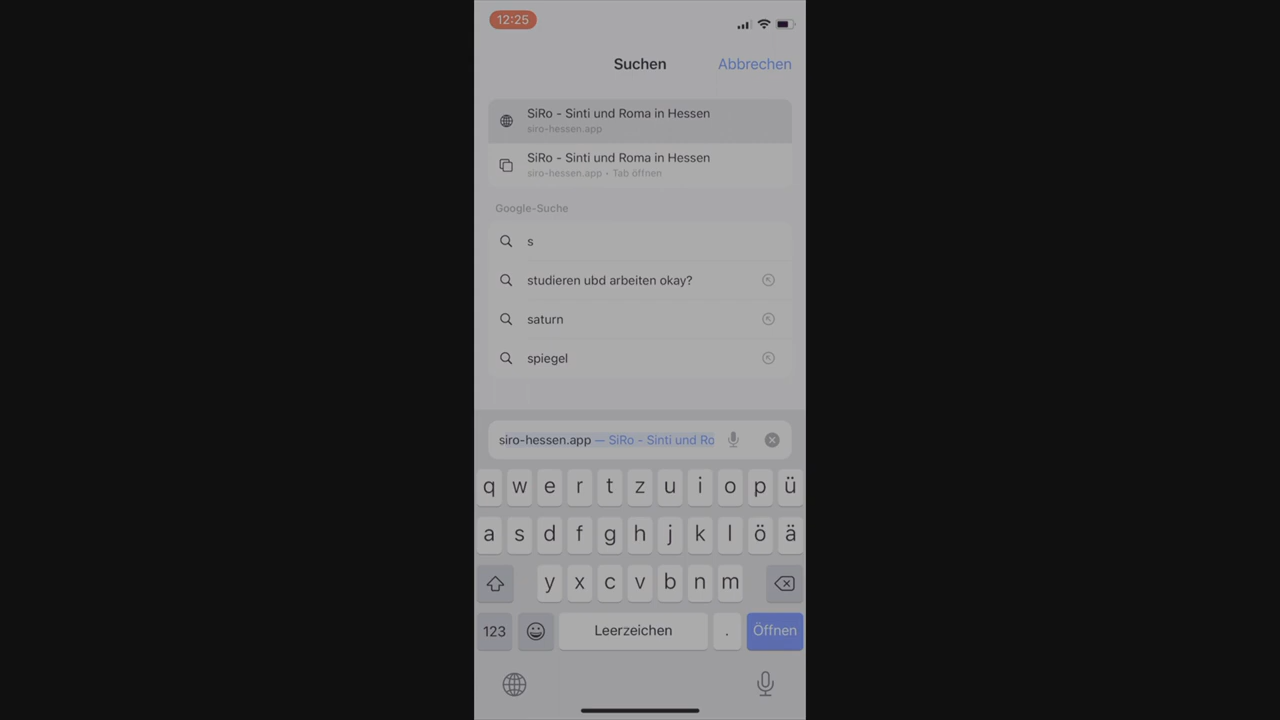 12:25
Suchen
Abbrechen
SiRo - Sinti und Roma in Hessen
siro-hessen.app
SiRo - Sinti und Roma in Hessen
siro-hessen.app • Tab öffnen
Google-Suche
s
studieren ubd arbeiten okay?
saturn
spiegel
siro-hessen.app — SiRo - Sinti und Ro
q w e r t z u i o p ü
a s d f g h j k l ö ä
y x c v b n m
123 Leerzeichen . Öffnen